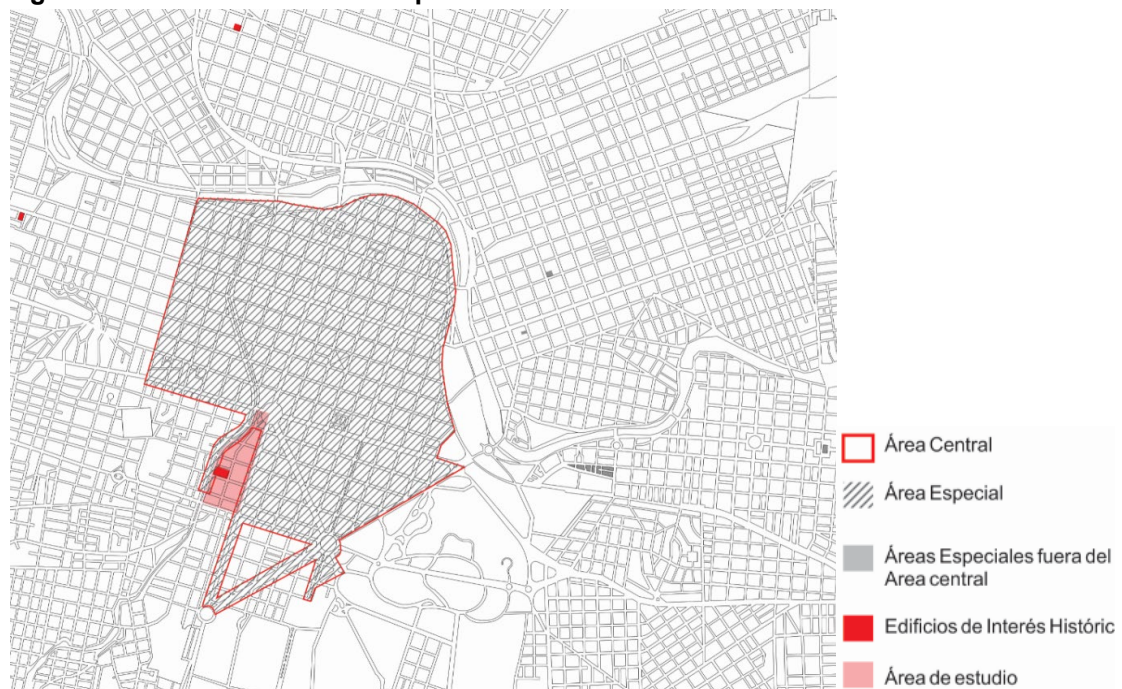 Área Central
Área Especial
Áreas Especiales fuera del
Area central
Edificios de Interés Históric
Área de estudio